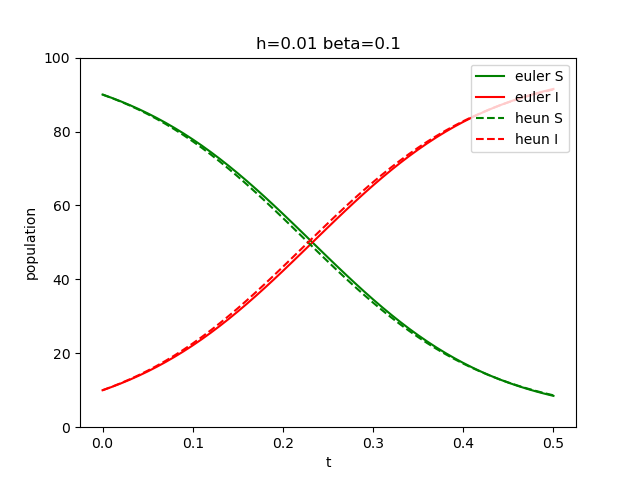 h=0.01 beta=0.1
100
80
60
40
20
0
population
0.0 0.1 0.2 0.3 0.4 0.5
t
euler S
euler I
heun S
heun I